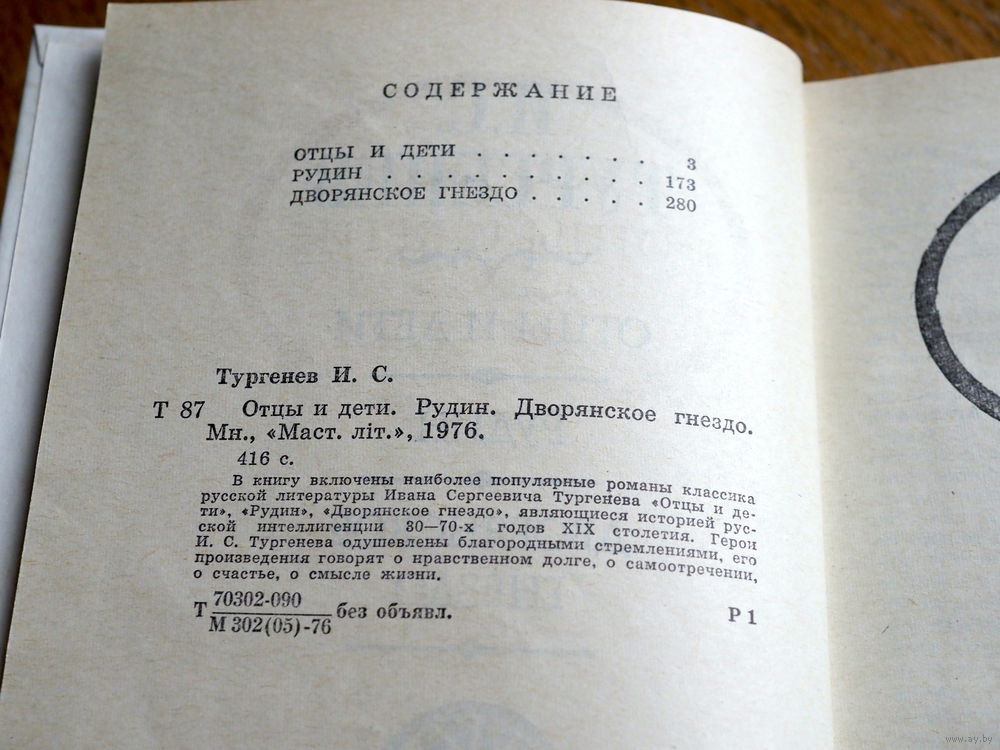 СОДЕРЖАНИЕ
ОТЦЫ И ДЕТИ . . . . . . . 3
РУДИН . . . . . . . . . . . 173
ДВОРЯНСКОЕ ГНЕЗДО . . . . . 280
Тургенев И. С.
Т 87 Отцы и дети. Рудин. Дворянское гнездо.
Мн., «Маст. літ.», 1976.
416 с.
В книгу включены наиболее популярные романы классика
русской литературы Ивана Сергеевича Тургенева «Отцы и де-
ти», «Рудин», «Дворянское гнездо», являющиеся историей рус-
ской интеллигенции 30—70-х годов XIX столетия. Герои
И. С. Тургенева одушевлены благородными стремлениями, его
произведения говорят о нравственном долге, о самоотречении,
о счастье, о смысле жизни.
Т 70302-090
М 302(05)-76 без объявл. Р 1
www.ay.by